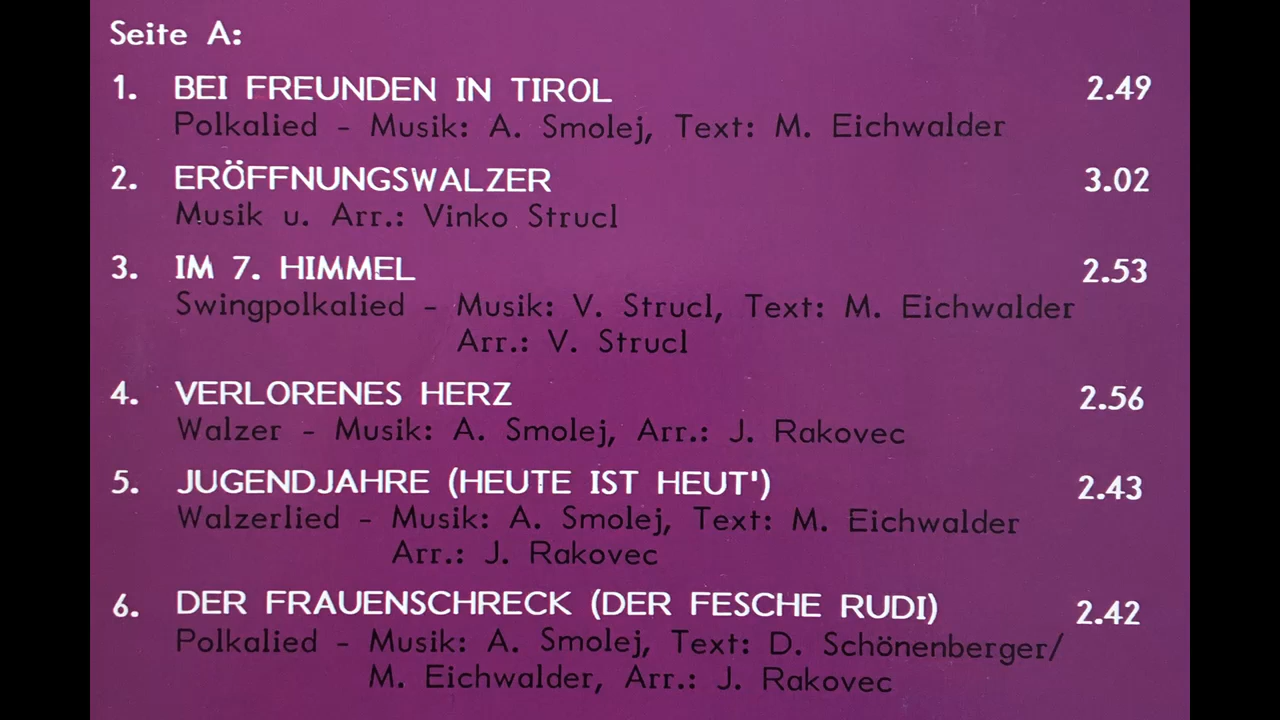 Seite A:
1. BEI FREUNDEN IN TIROL 2.49
Polkalied - Musik: A. Smolej, Text: M. Eichwalder
2. ERÖFFNUNGSWALZER 3.02
Musik u. Arr.: Vinko Strucl
3. IM 7. HIMMEL 2.53
Swingpolkalied - Musik: V. Strucl, Text: M. Eichwalder
Arr.: V. Strucl
4. VERLORENES HERZ 2.56
Walzer - Musik: A. Smolej, Arr.: J. Rakovec
5. JUGENDJAHRE (HEUTE IST HEUT') 2.43
Walzerlied - Musik: A. Smolej, Text: M. Eichwalder
Arr.: J. Rakovec
6. DER FRAUENSCHRECK (DER FESCHE RUDI) 2.42
Polkalied - Musik: A. Smolej, Text: D. Schönenberger/
M. Eichwalder, Arr.: J. Rakovec